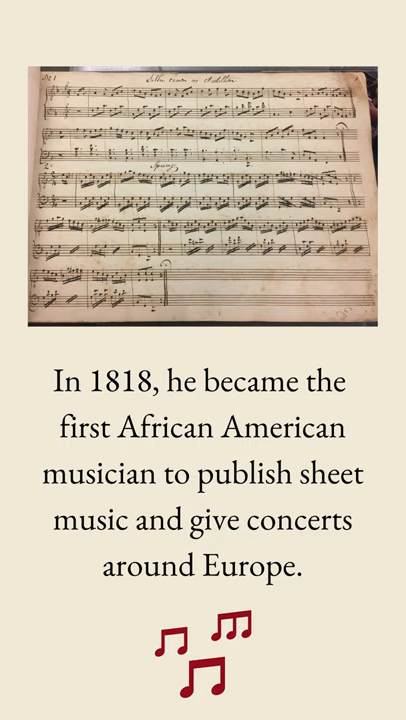 In 1818, he became the
first African American
musician to publish sheet
music and give concerts
around Europe.